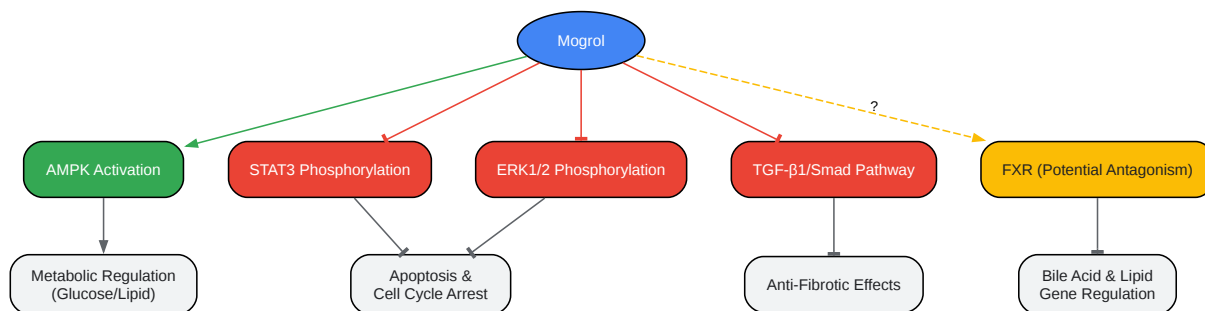 Mogrol
?
AMPK Activation
STAT3 Phosphorylation
ERK1/2 Phosphorylation
TGF-β1/Smad Pathway
FXR (Potential Antagonism)
Metabolic Regulation
(Glucose/Lipid)
Apoptosis &
Cell Cycle Arrest
Anti-Fibrotic Effects
Bile Acid & Lipid
Gene Regulation